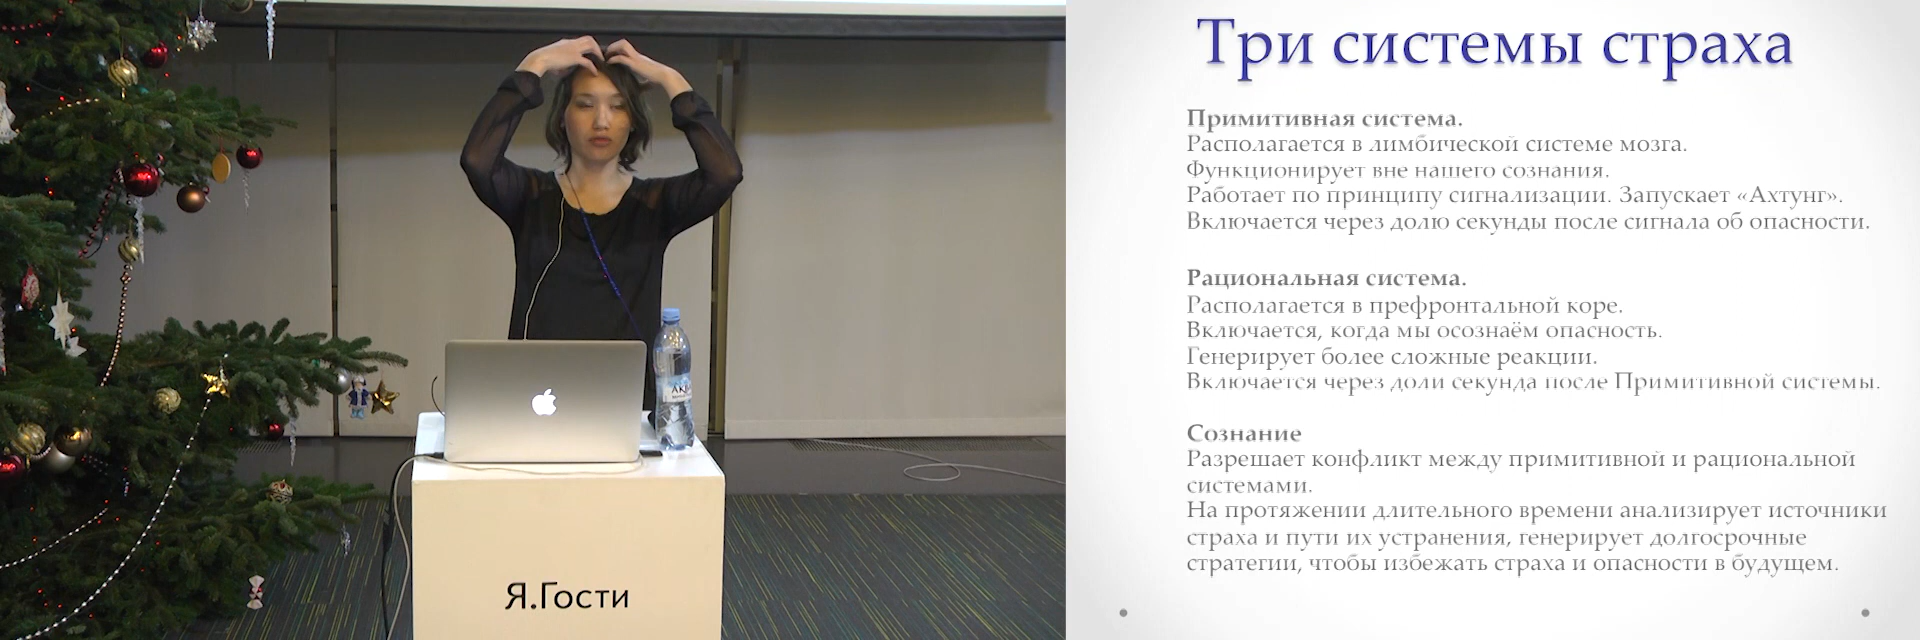 Три системы страха
Примитивная система.
Располагается в лимбической системе мозга.
Функционирует вне нашего сознания.
Работает по принципу сигнализации. Запускает «Ахтунг».
Включается через долю секунды после сигнала об опасности.
Рациональная система.
Располагается в префронтальной коре.
Включается, когда мы осознаём опасность.
Генерирует более сложные реакции.
Включается через доли секунда после Примитивной системы.
Сознание
Разрешает конфликт между примитивной и рациональной
системами.
На протяжении длительного времени анализирует источники
страха и пути их устранения, генерирует долгосрочные
стратегии, чтобы избежать страха и опасности в будущем.
Я.Гости